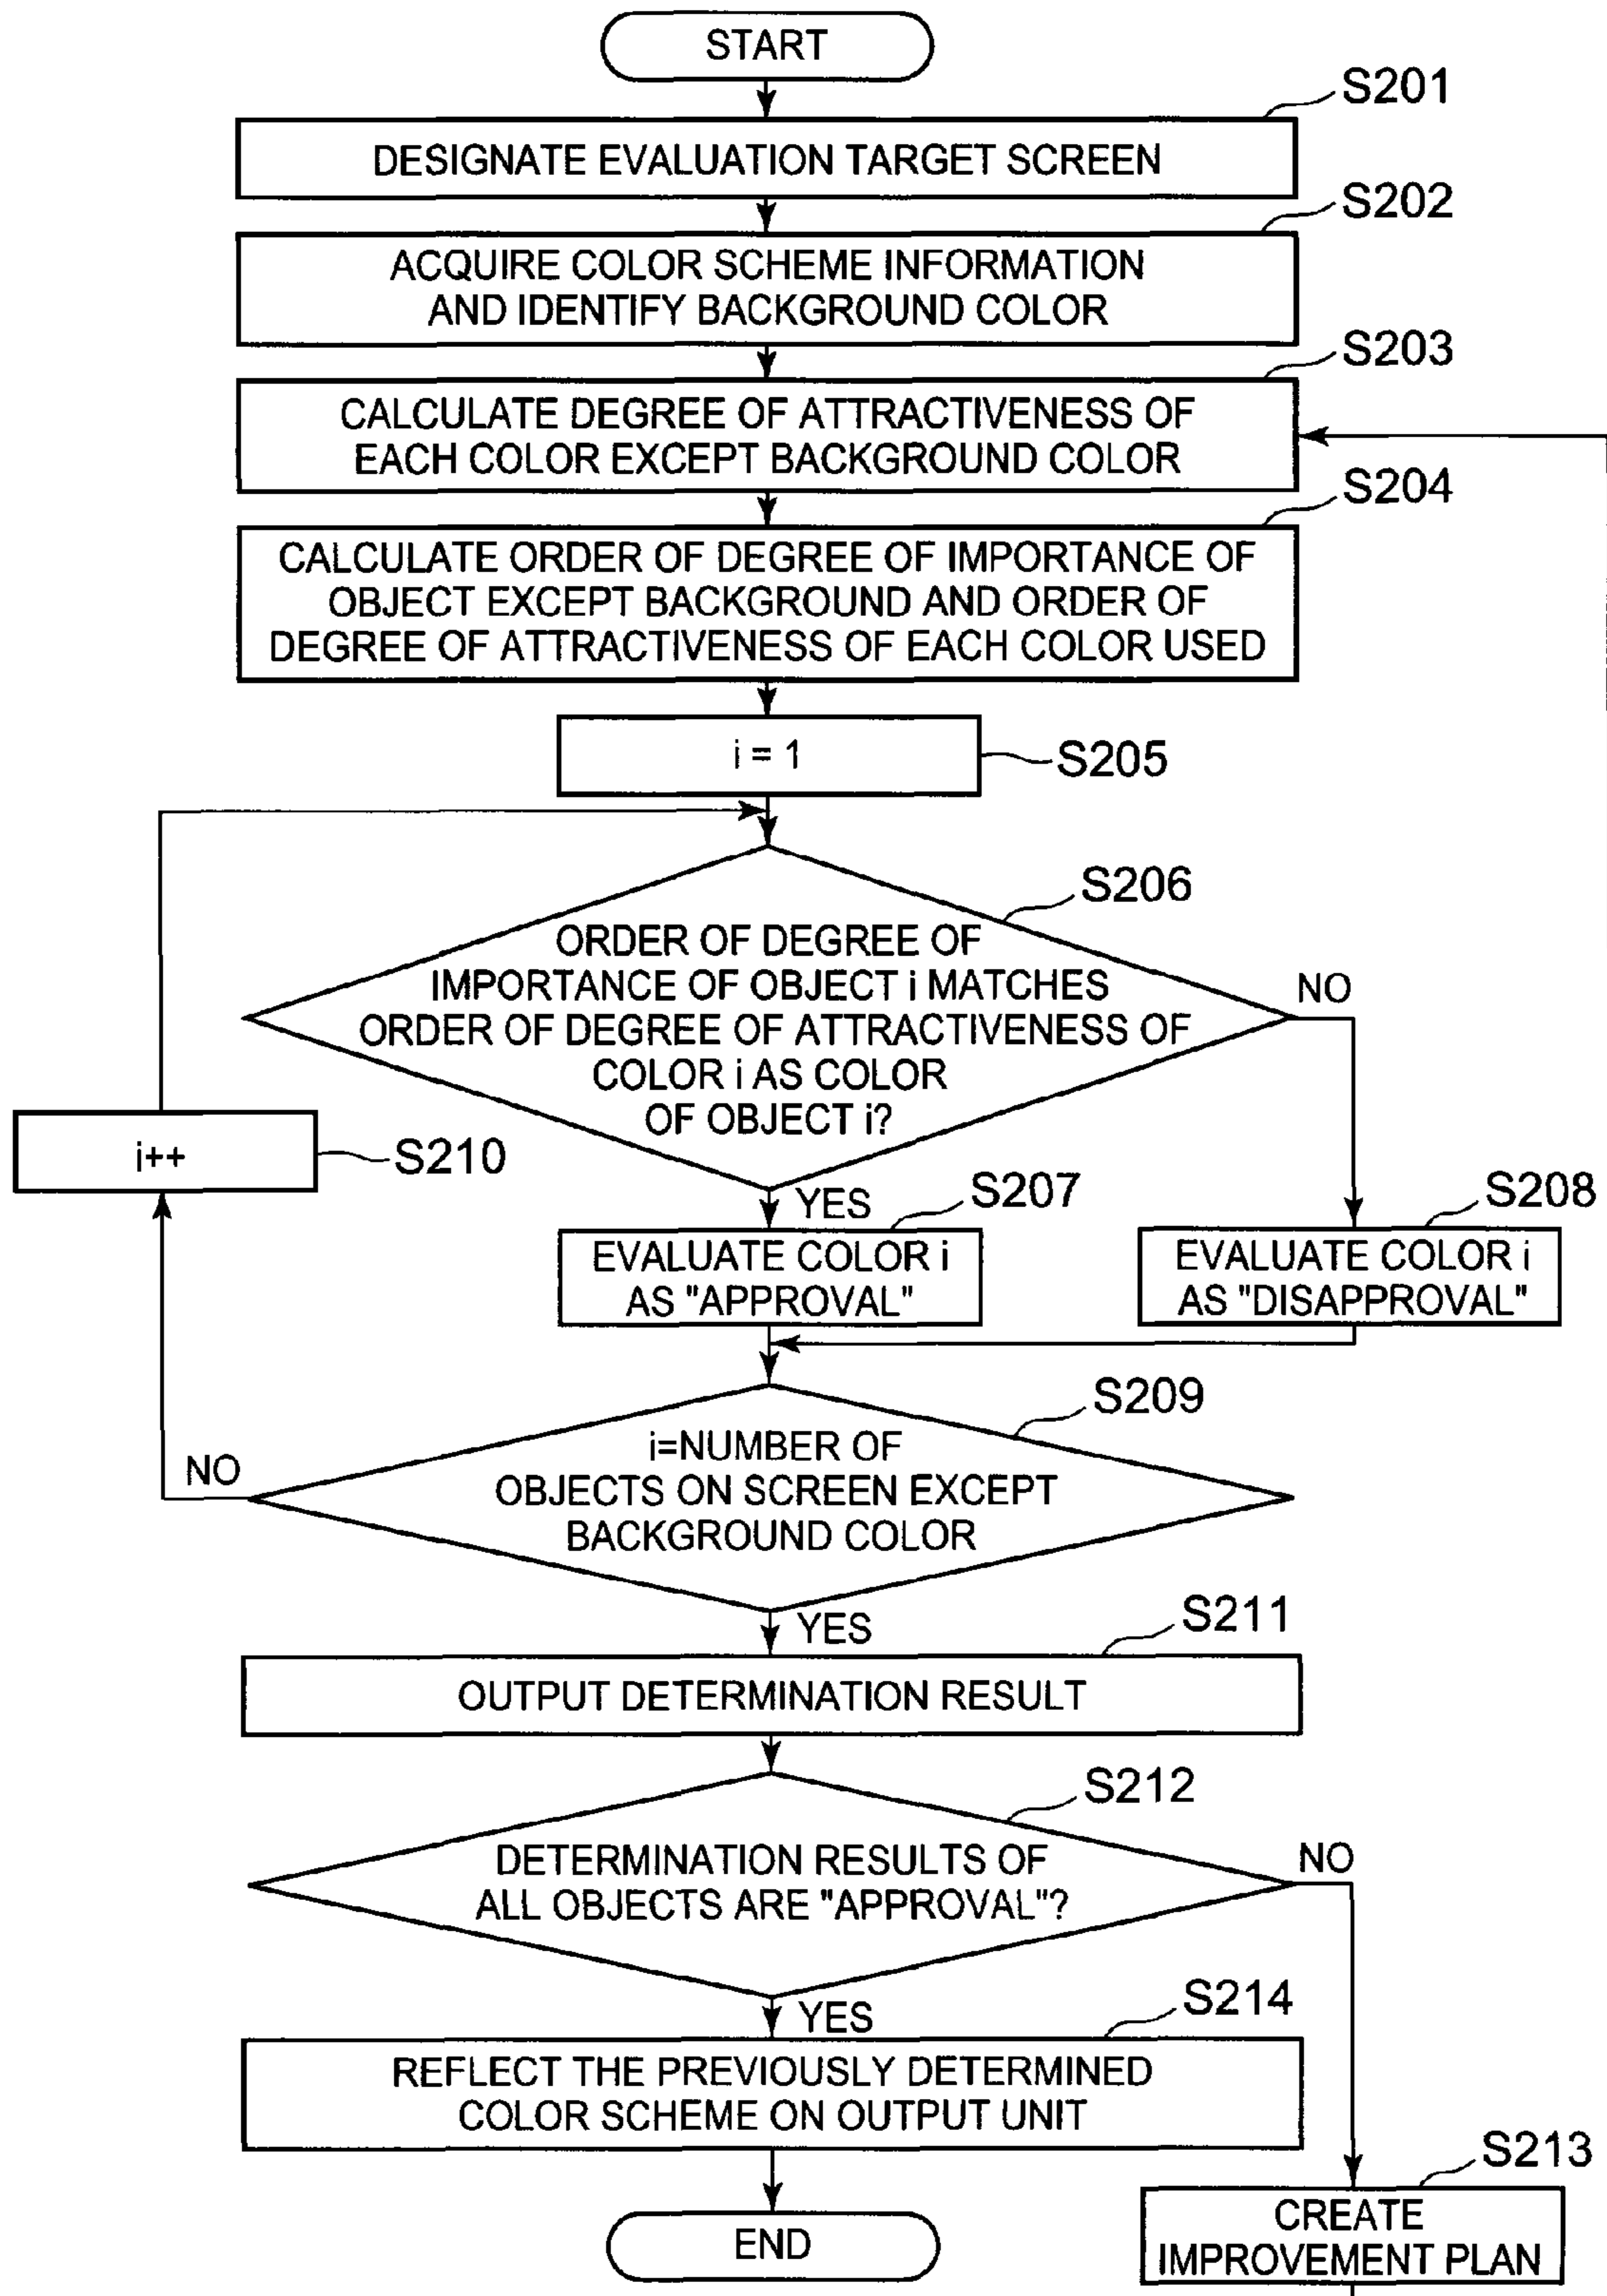 START
S201
DESIGNATE EVALUATION TARGET SCREEN
S202
ACQUIRE COLOR SCHEME INFORMATION
AND IDENTIFY BACKGROUND COLOR
S203
CALCULATE DEGREE OF ATTRACTIVENESS OF
EACH COLOR EXCEPT BACKGROUND COLOR
S204
CALCULATE ORDER OF DEGREE OF IMPORTANCE OF
OBJECT EXCEPT BACKGROUND AND ORDER OF
DEGREE OF ATTRACTIVENESS OF EACH COLOR USED
i = 1
S205
S206
ORDER OF DEGREE OF
IMPORTANCE OF OBJECT i MATCHES
ORDER OF DEGREE OF ATTRACTIVENESS OF
COLOR i AS COLOR
OF OBJECT i?
NO
i++
S210
YES
S207
S208
EVALUATE COLOR i
AS "APPROVAL"
EVALUATE COLOR i
AS "DISAPPROVAL"
S209
i=NUMBER OF
OBJECTS ON SCREEN EXCEPT
BACKGROUND COLOR
NO
YES
S211
OUTPUT DETERMINATION RESULT
S212
DETERMINATION RESULTS OF
ALL OBJECTS ARE "APPROVAL"?
NO
YES
S214
REFLECT THE PREVIOUSLY DETERMINED
COLOR SCHEME ON OUTPUT UNIT
S213
CREATE
IMPROVEMENT PLAN
END